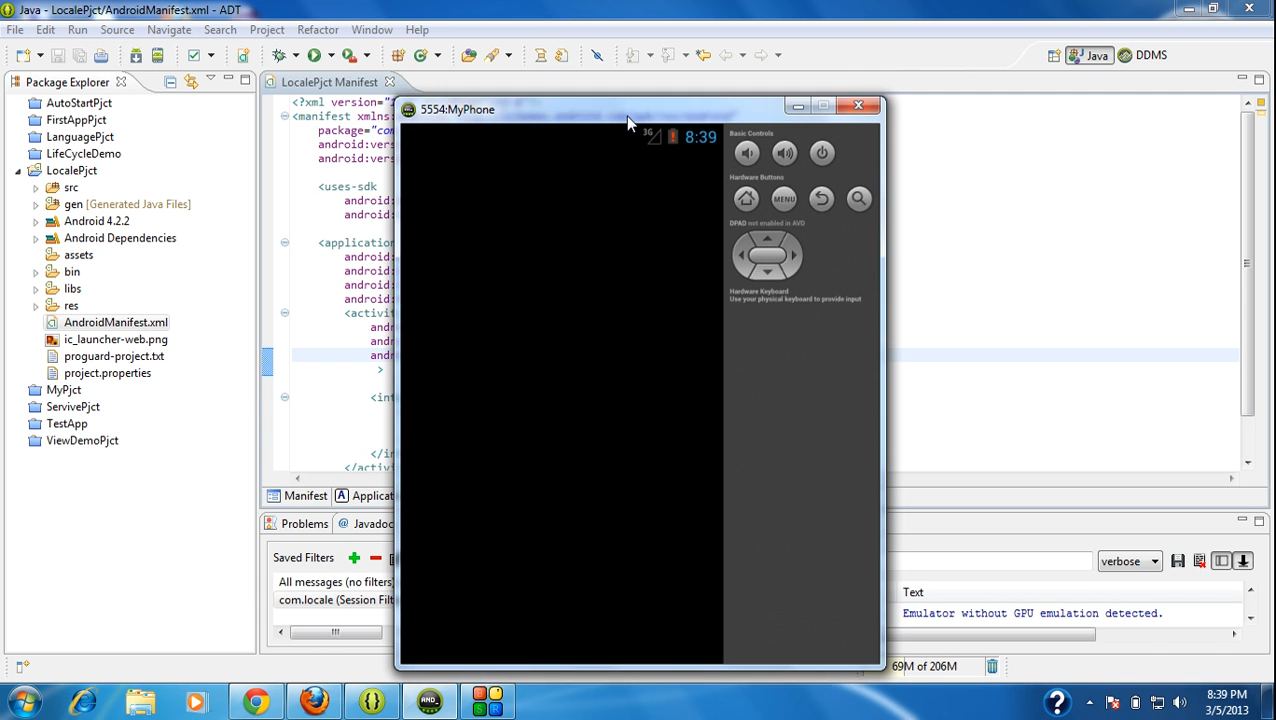 Java - LocalePjct/AndroidManifest.xml - ADT
File Edit Run Source Navigate Search Project Refactor Window Help
Java
DDMS
Package Explorer
LocalePjct Manifest
AutoStartPjct
FirstAppPjct
LanguagePjct
LifeCycleDemo
LocalePjct
src
gen [Generated Java Files]
Android 4.2.2
Android Dependencies
assets
bin
libs
res
AndroidManifest.xml
ic_launcher-web.png
proguard-project.txt
project.properties
MyPjct
ServivePjct
TestApp
ViewDemoPjct
<?xml version="
<manifest xmlns:
package="co
android:ver
android:ver
<uses-sdk
android:
android:
<application
android:
android:
android:
android:
<activit
andr
andr
andr
>
<int
</in
</activi
5554:MyPhone
3G 8:39
Basic Controls
Hardware Buttons
MENU
DPAD not enabled in AVD
Hardware Keyboard
Use your physical keyboard to provide input
Manifest
A Applicat
Problems
@ Javadoc
Saved Filters
All messages (no filters)
com.locale (Session Filt
verbose
Text
Emulator without GPU emulation detected.
69M of 206M
8:39 PM
3/5/2013